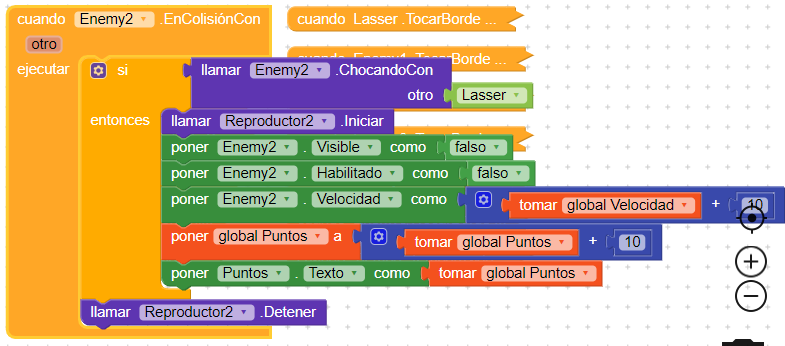 cuando Enemy2 .EnColisiónCon
cuando Lasser .TocarBorde ...
otro
cuando Enemy1 .TocarBorde ...
ejecutar
si
llamar Enemy2 .ChocandoCon
otro Lasser
entonces
llamar Reproductor2 .Iniciar
poner Enemy2 . Visible como falso
poner Enemy2 . Habilitado como falso
poner Enemy2 . Velocidad como tomar global Velocidad + 10
poner global Puntos a tomar global Puntos + 10
poner Puntos . Texto como tomar global Puntos
llamar Reproductor2 .Detener